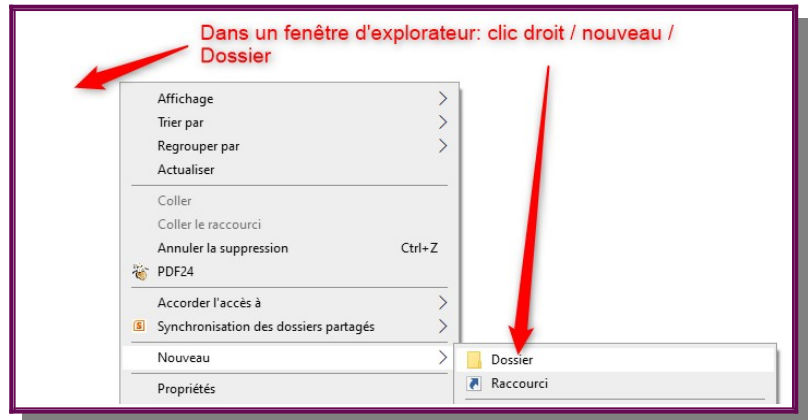 Dans un fenêtre d'explorateur: clic droit / nouveau /
Dossier
Affichage
Trier par
Regrouper par
Actualiser
Coller
Coller le raccourci
Annuler la suppression Ctrl+Z
PDF24
Accorder l'accès à
S Synchronisation des dossiers partagés
Nouveau
Dossier
Raccourci
Propriétés